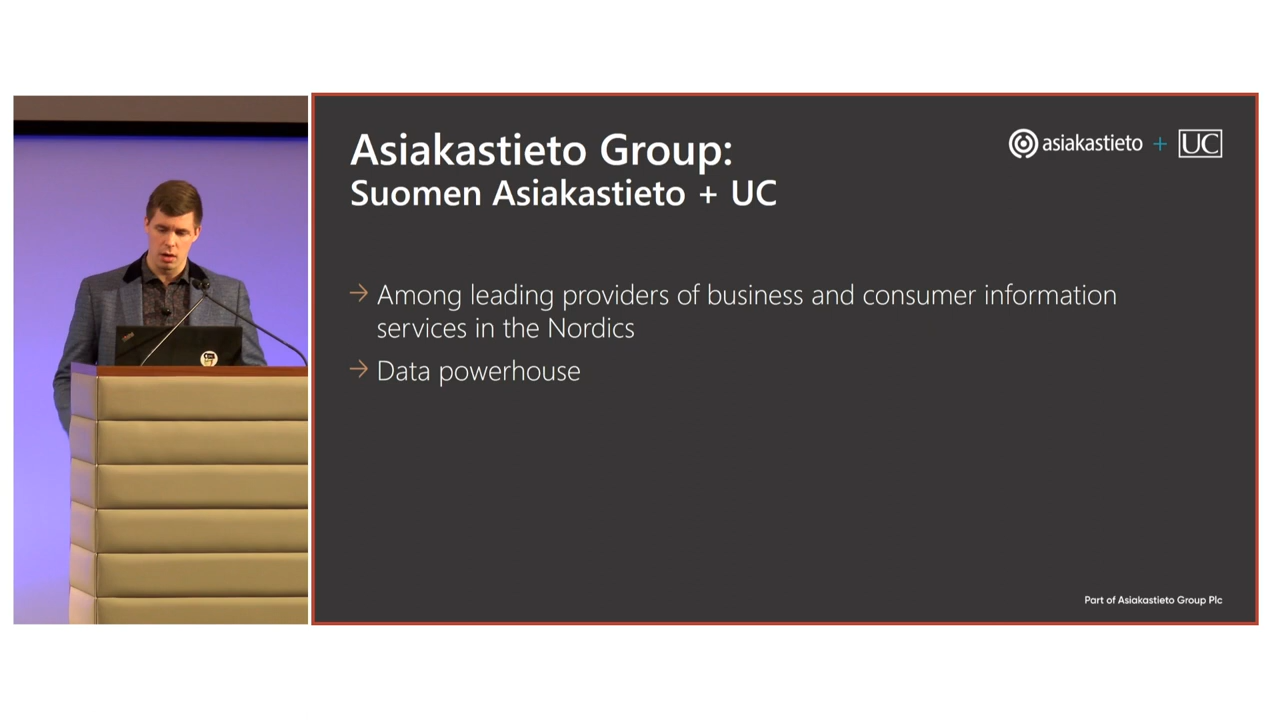 Asiakastieto Group:
Suomen Asiakastieto + UC
asiakastieto + UC
→ Among leading providers of business and consumer information
services in the Nordics
→ Data powerhouse
Part of Asiakastieto Group Plc